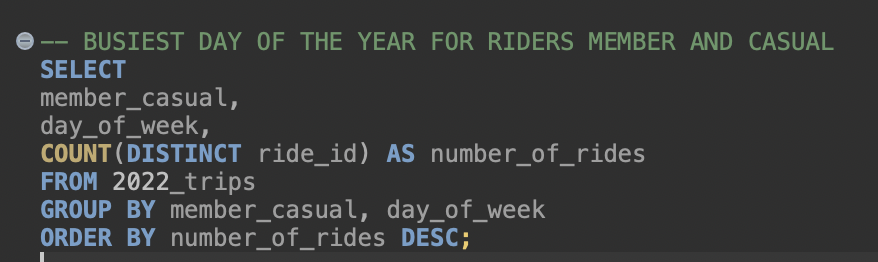 -- BUSIEST DAY OF THE YEAR FOR RIDERS MEMBER AND CASUAL
SELECT
member_casual,
day_of_week,
COUNT(DISTINCT ride_id) AS number_of_rides
FROM 2022_trips
GROUP BY member_casual, day_of_week
ORDER BY number_of_rides DESC;